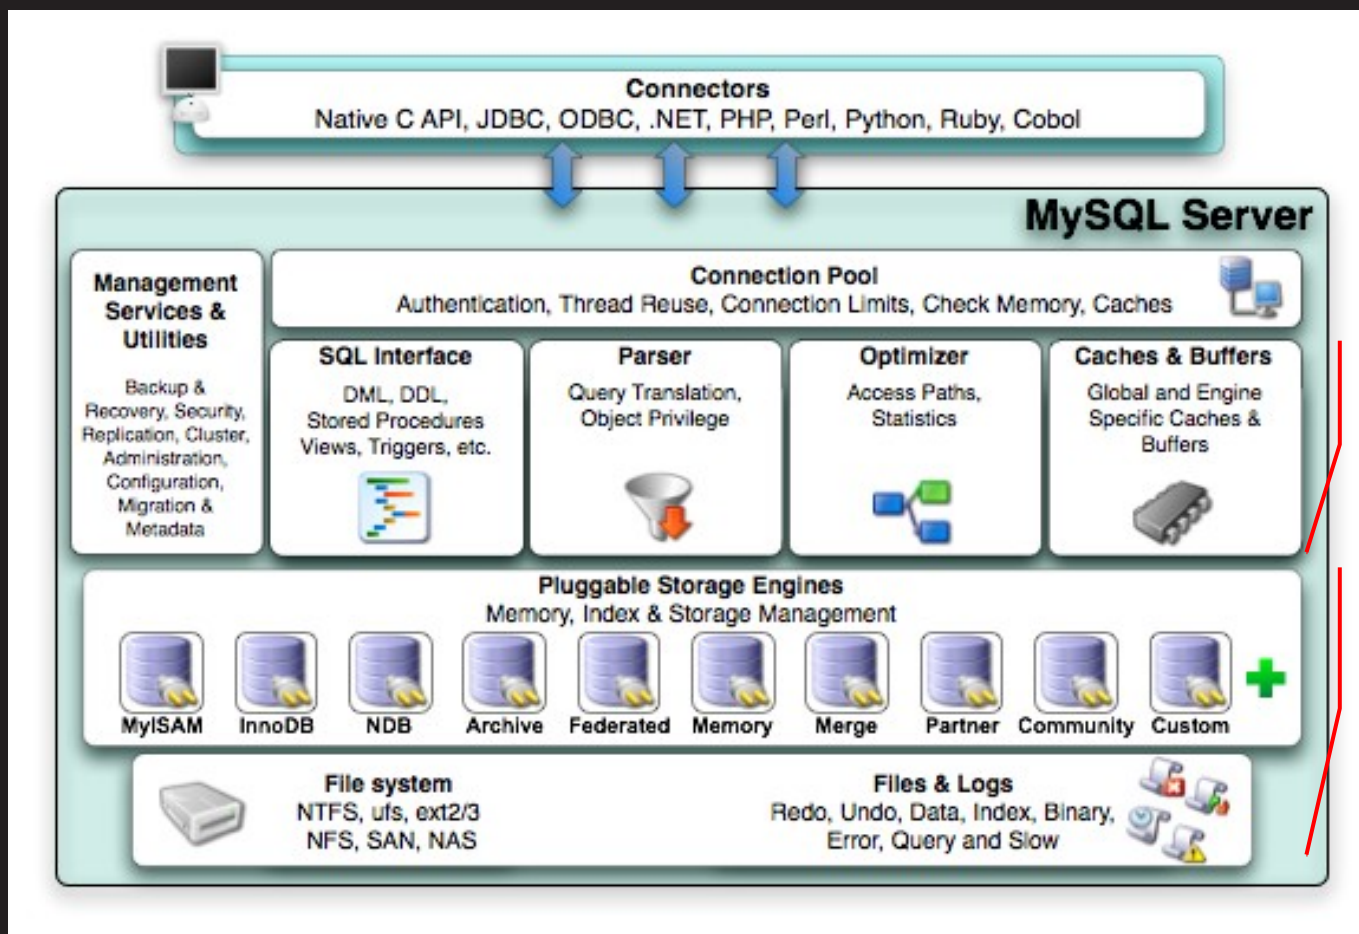 Connectors
Native C API, JDBC, ODBC, .NET, PHP, Perl, Python, Ruby, Cobol
MySQL Server
Management
Services &
Utilities
Backup &
Recovery, Security,
Replication, Cluster,
Administration,
Configuration,
Migration &
Metadata
Connection Pool
Authentication, Thread Reuse, Connection Limits, Check Memory, Caches
SQL Interface
DML, DDL,
Stored Procedures
Views, Triggers, etc.
Parser
Query Translation,
Object Privilege
Optimizer
Access Paths,
Statistics
Caches & Buffers
Global and Engine
Specific Caches &
Buffers
Pluggable Storage Engines
Memory, Index & Storage Management
MyISAM
InnoDB
NDB
Archive
Federated
Memory
Merge
Partner
Community
Custom
File system
NTFS, ufs, ext2/3
NFS, SAN, NAS
Files & Logs
Redo, Undo, Data, Index, Binary,
Error, Query and Slow